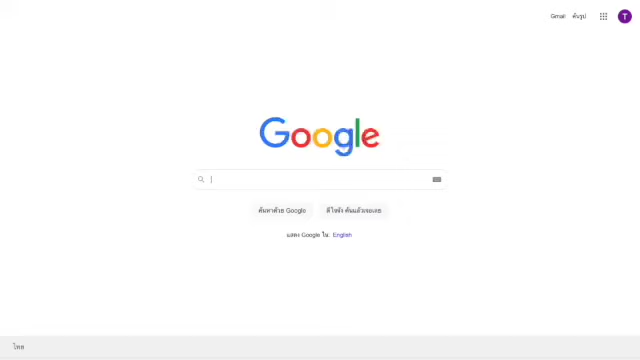 Gmail ค้นรูป
T
Google
ค้นหาด้วย Google ดีใจจัง ค้นแล้วเจอเลย
แสดง Google ใน: English
ไทย